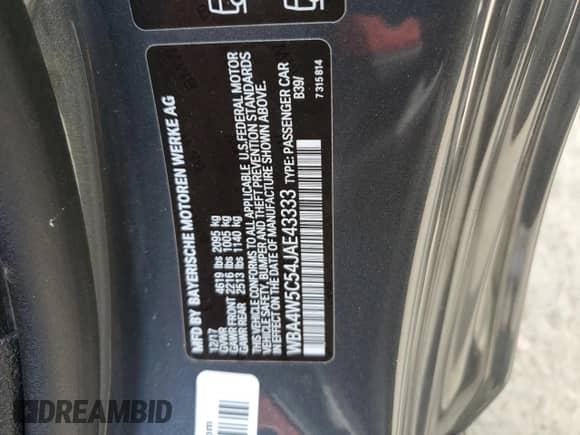 MFD BY BAYERISCHE MOTOREN WERKE AG
12/17
GVWR 4619 lbs 2095 kg
GAWR FRONT 2216 lbs 1005 kg
GAWR REAR 2513 lbs 1140 kg
THIS VEHICLE CONFORMS TO ALL APPLICABLE U.S.FEDERAL MOTOR
VEHICLE SAFETY, BUMPER AND THEFT PREVENTION STANDARDS
IN EFFECT ON THE DATE OF MANUFACTURE SHOWN ABOVE.
WBA4W5C54JAE43333 TYPE: PASSENGER CAR
B39/
7315814
om
DREAMBID